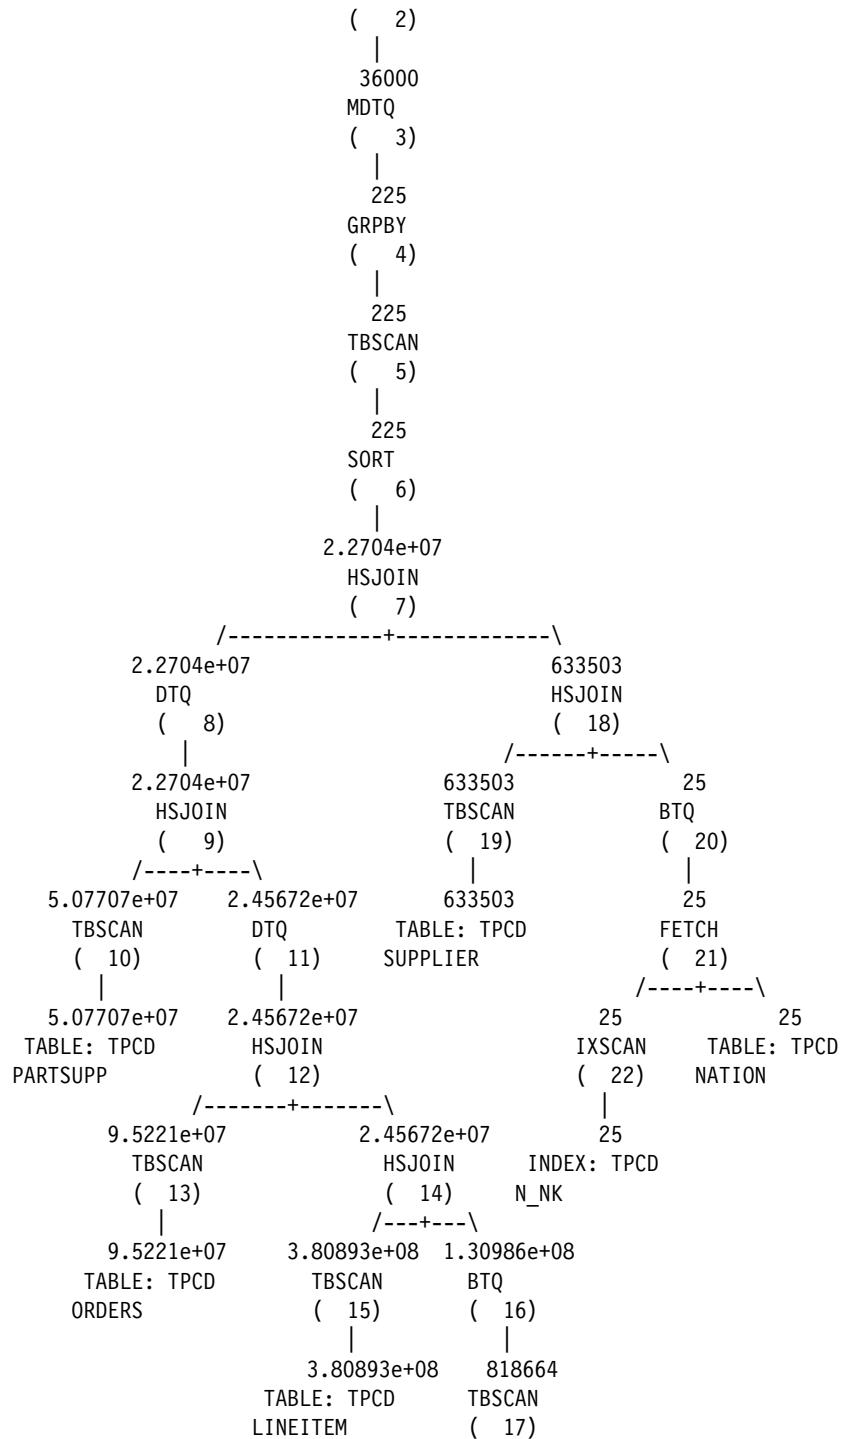 ( 2)
|
36000
MDTQ
( 3)
|
225
GRPBY
( 4)
|
225
TBSCAN
( 5)
|
225
SORT
( 6)
|
2.2704e+07
HSJOIN
( 7)
/-------------+-------------\
2.2704e+07 633503
DTQ HSJOIN
( 8) ( 18)
| /------+-----\
2.2704e+07 633503 25
HSJOIN TBSCAN BTQ
( 9) ( 19) ( 20)
/----+----\ | |
5.07707e+07 2.45672e+07 633503 25
TBSCAN DTQ TABLE: TPCD FETCH
( 10) ( 11) SUPPLIER ( 21)
| | /----+----\
5.07707e+07 2.45672e+07 25 25
TABLE: TPCD HSJOIN IXSCAN TABLE: TPCD
PARTSUPP ( 12) ( 22) NATION
/-------+-------\ |
9.5221e+07 2.45672e+07 25
TBSCAN HSJOIN INDEX: TPCD
( 13) ( 14) N_NK
| /---+---\
9.5221e+07 3.80893e+08 1.30986e+08
TABLE: TPCD TBSCAN BTQ
ORDERS ( 15) ( 16)
| |
3.80893e+08 818664
TABLE: TPCD TBSCAN
LINEITEM ( 17)